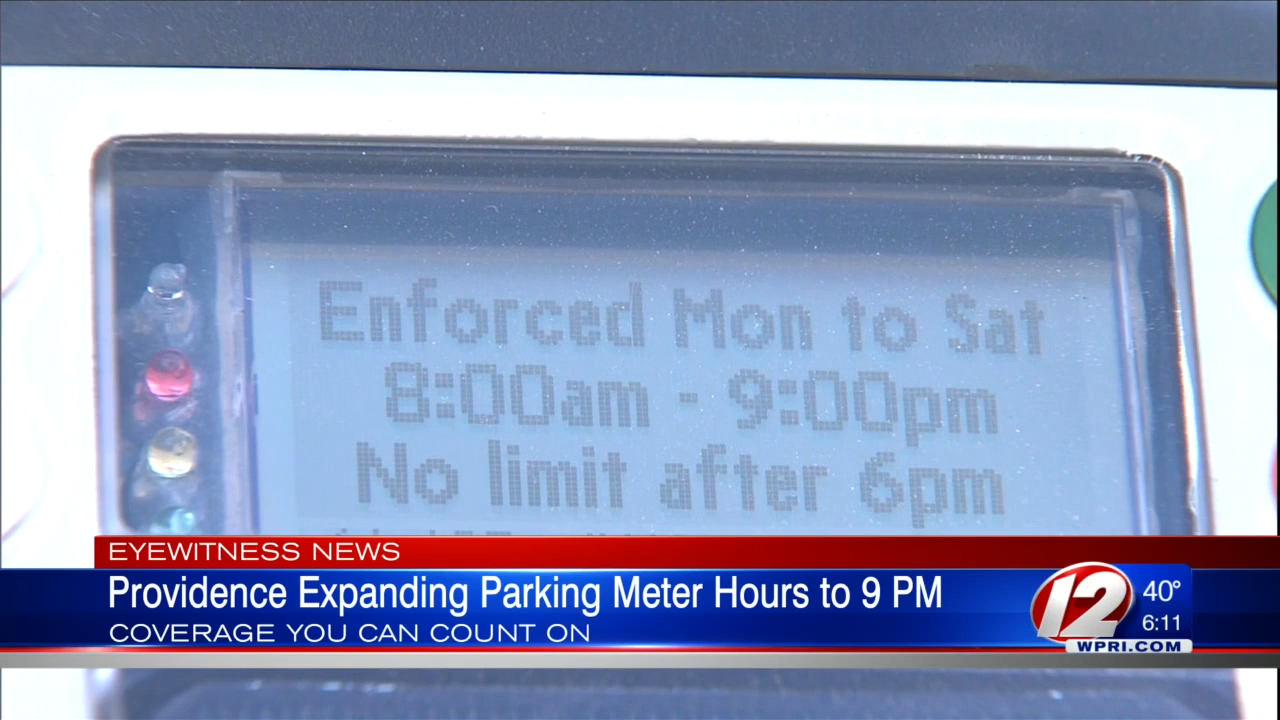 Enforced Mon to Sat
8:00am - 9:00pm
No limit after 6pm
EYEWITNESS NEWS
Providence Expanding Parking Meter Hours to 9 PM
COVERAGE YOU CAN COUNT ON
12
40°
6:11
WPRI.COM